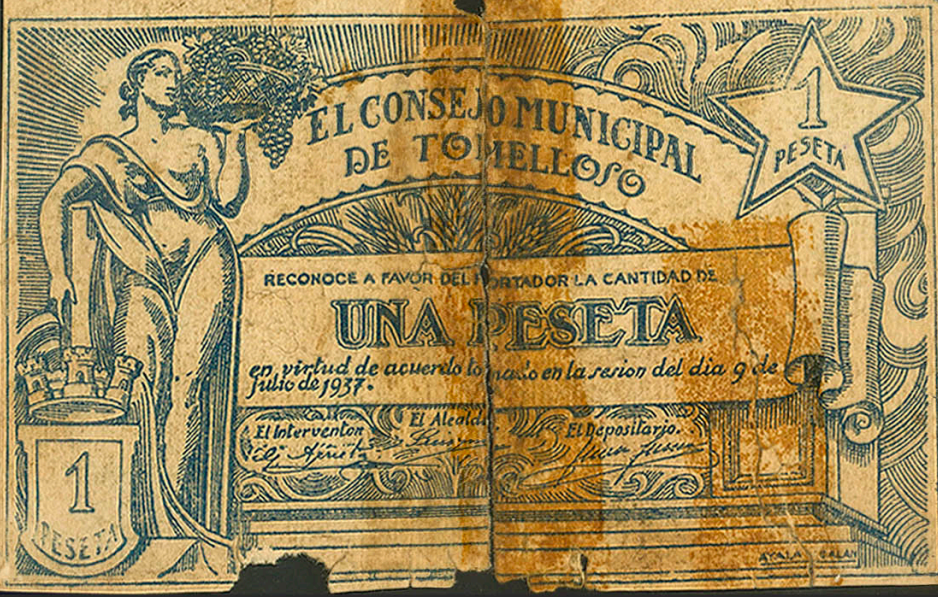 EL CONSEJO MUNICIPAL
DE TOMELLOSO
1
PESETA
RECONOCE A FAVOR DEL PORTADOR LA CANTIDAD DE
UNA PESETA
en virtud de acuerdo tomado en la sesion del dia 9 de
Julio de 1937.
El Interventor
El Alcalde
El Depositario.
1
PESETA
AYALA GALAN